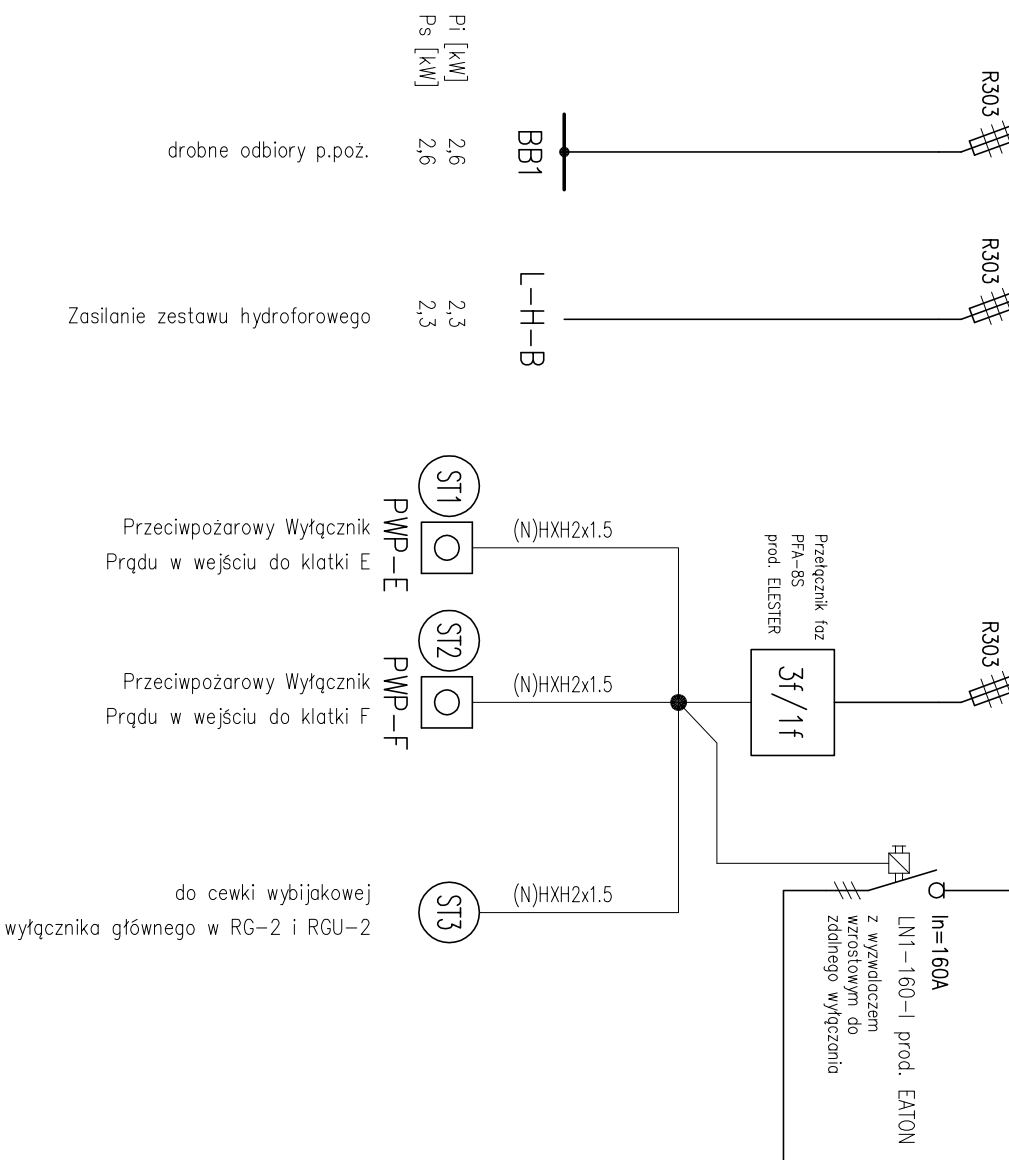 R303
Pi [kW]
Ps [kW]
drobne odbiory p.poż.
2,6
2,6
BB1
R303
Zasilanie zestawu hydroforowego
2,3
2,3
L-H-B
ST1
Przeciwpożarowy Wyłącznik
Prądu w wejściu do klatki E
PWP-E
(N)HXH2x1.5
Przełącznik faz
PFA-8S
prod. ELESTER
R303
ST2
Przeciwpożarowy Wyłącznik
Prądu w wejściu do klatki F
PWP-F
(N)HXH2x1.5
3f/1f
do cewki wybijakowej
wyłącznika głównego w RG-2 i RGU-2
ST3
(N)HXH2x1.5
In=160A
LN1-160-I prod. EATON
z wyzwalaczem
wzrostowym do
zdalnego wyłączania